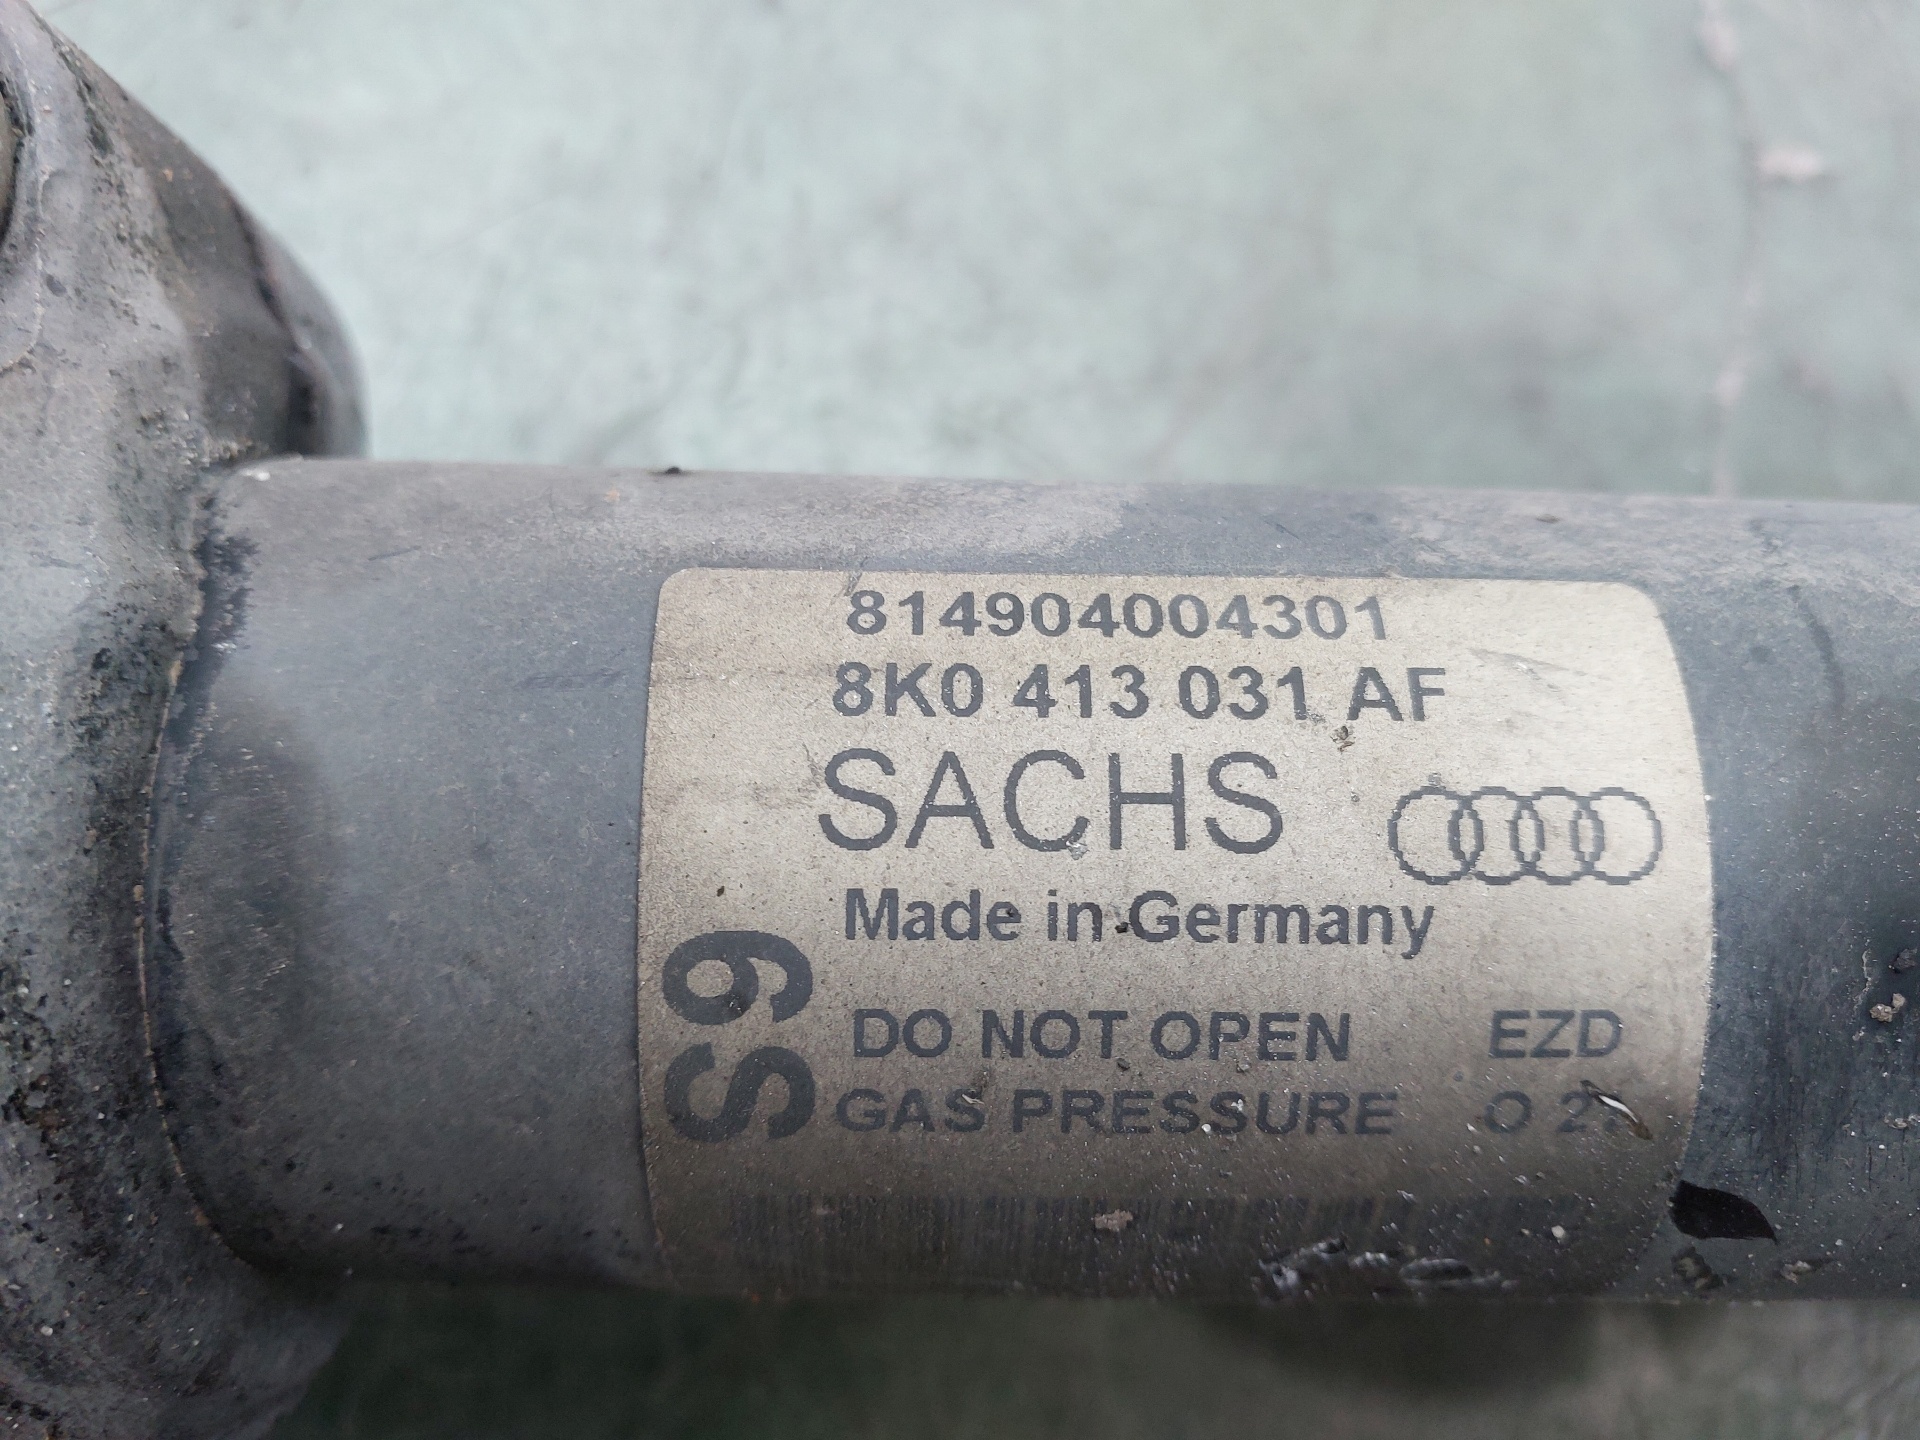 814904004301
8K0 413 031 AF
SACHS
Made in Germany
S9
DO NOT OPEN EZD
GAS PRESSURE O